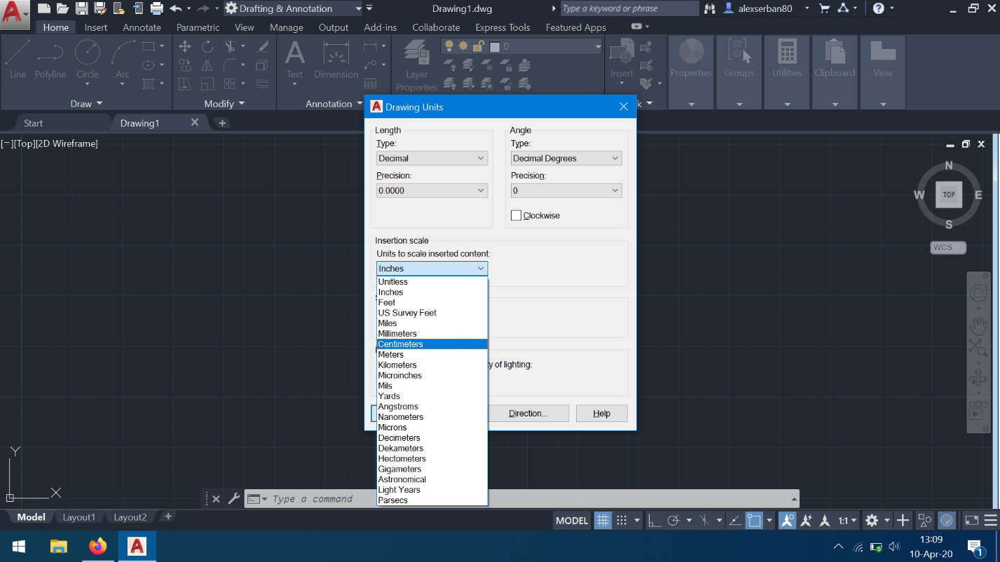 Drafting & Annotation
Drawing1.dwg
Type a keyword or phrase
alexserban80
Home Insert Annotate Parametric View Manage Output Add-ins Collaborate Express Tools Featured Apps
0
Line Polyline Circle Arc
Text Dimension
Layer
Properties
Insert
Properties
Groups
Utilities
Clipboard
View
Draw Modify Annotation
k
Start Drawing1
[−][Top][2D Wireframe]
N
W TOP E
S
WCS
Drawing Units
Length
Type:
Decimal
Precision:
0.0000
Angle
Type:
Decimal Degrees
Precision:
0
Clockwise
Insertion scale
Units to scale inserted content:
Inches
Unitless
Inches
Feet
US Survey Feet
Miles
Millimeters
Centimeters
Meters
Kilometers
Microinches
Mils
Yards
Angstroms
Nanometers
Microns
Decimeters
Dekameters
Hectometers
Gigameters
Astronomical
Light Years
Parsecs
y of lighting:
Direction... Help
Y
X
Type a command
Model Layout1 Layout2
MODEL
1:1
13:09
10-Apr-20
1